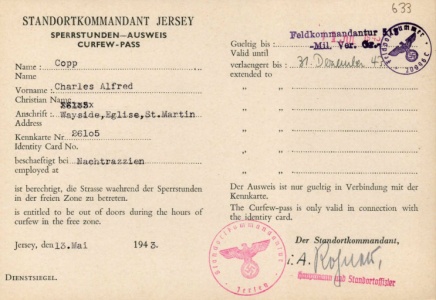 633
STANDORTKOMMANDANT JERSEY
SPERRSTUNDEN—AUSWEIS
CURFEW-PASS
Name : Copp
Name
Vorname : Charles Alfred
Christian Name
Anschrift : Wayside, Eglise, St.Martin
Address
Kennkarte Nr. 26105
Identity Card No.
beschaeftigt bei Nachtrazzien
employed at
ist berechtigt, die Strasse waehrend der Sperrstunden
in der freien Zone zu betreten.
is entitled to be out of doors during the hours of
curfew in the free zone.
Jersey, den 13.Mai 1943.
DIENSTSIEGEL.
Feldkommandantur
-Mil. Ver.
Gueltig bis :
Valid until
verlaengert bis : 31. Dezember
extended to
Der Ausweis ist nur gueltig in Verbindung mit der
Kennkarte.
The Curfew-pass is only valid in connection with
the identity card.
Der Standortkommandant,
i.A.
Hauptmann und Standortoffizier
Jersey